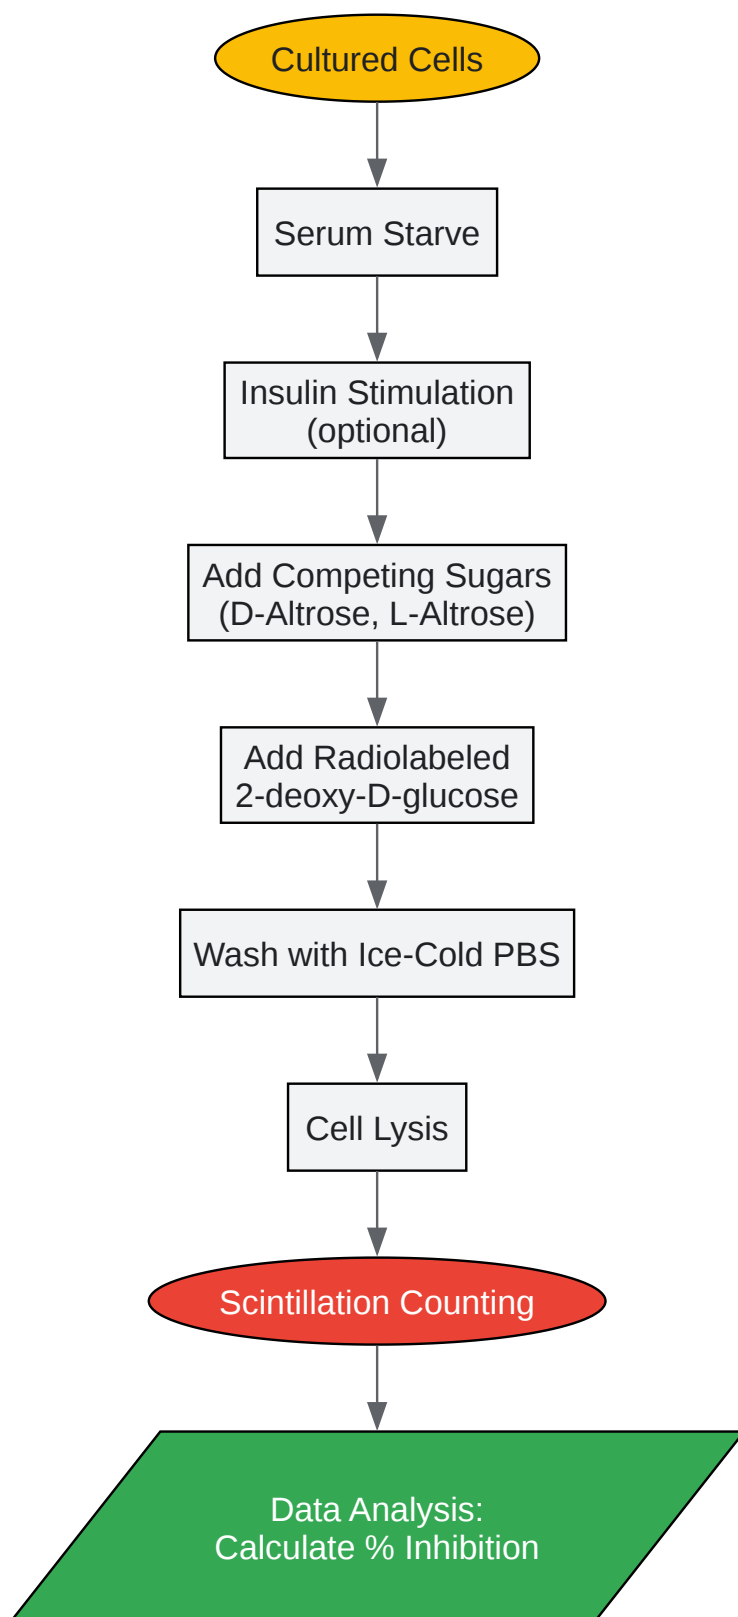 Cultured Cells
Serum Starve
Insulin Stimulation
(optional)
Add Competing Sugars
(D-Altrose, L-Altrose)
Add Radiolabeled
2-deoxy-D-glucose
Wash with Ice-Cold PBS
Cell Lysis
Scintillation Counting
Data Analysis:
Calculate % Inhibition